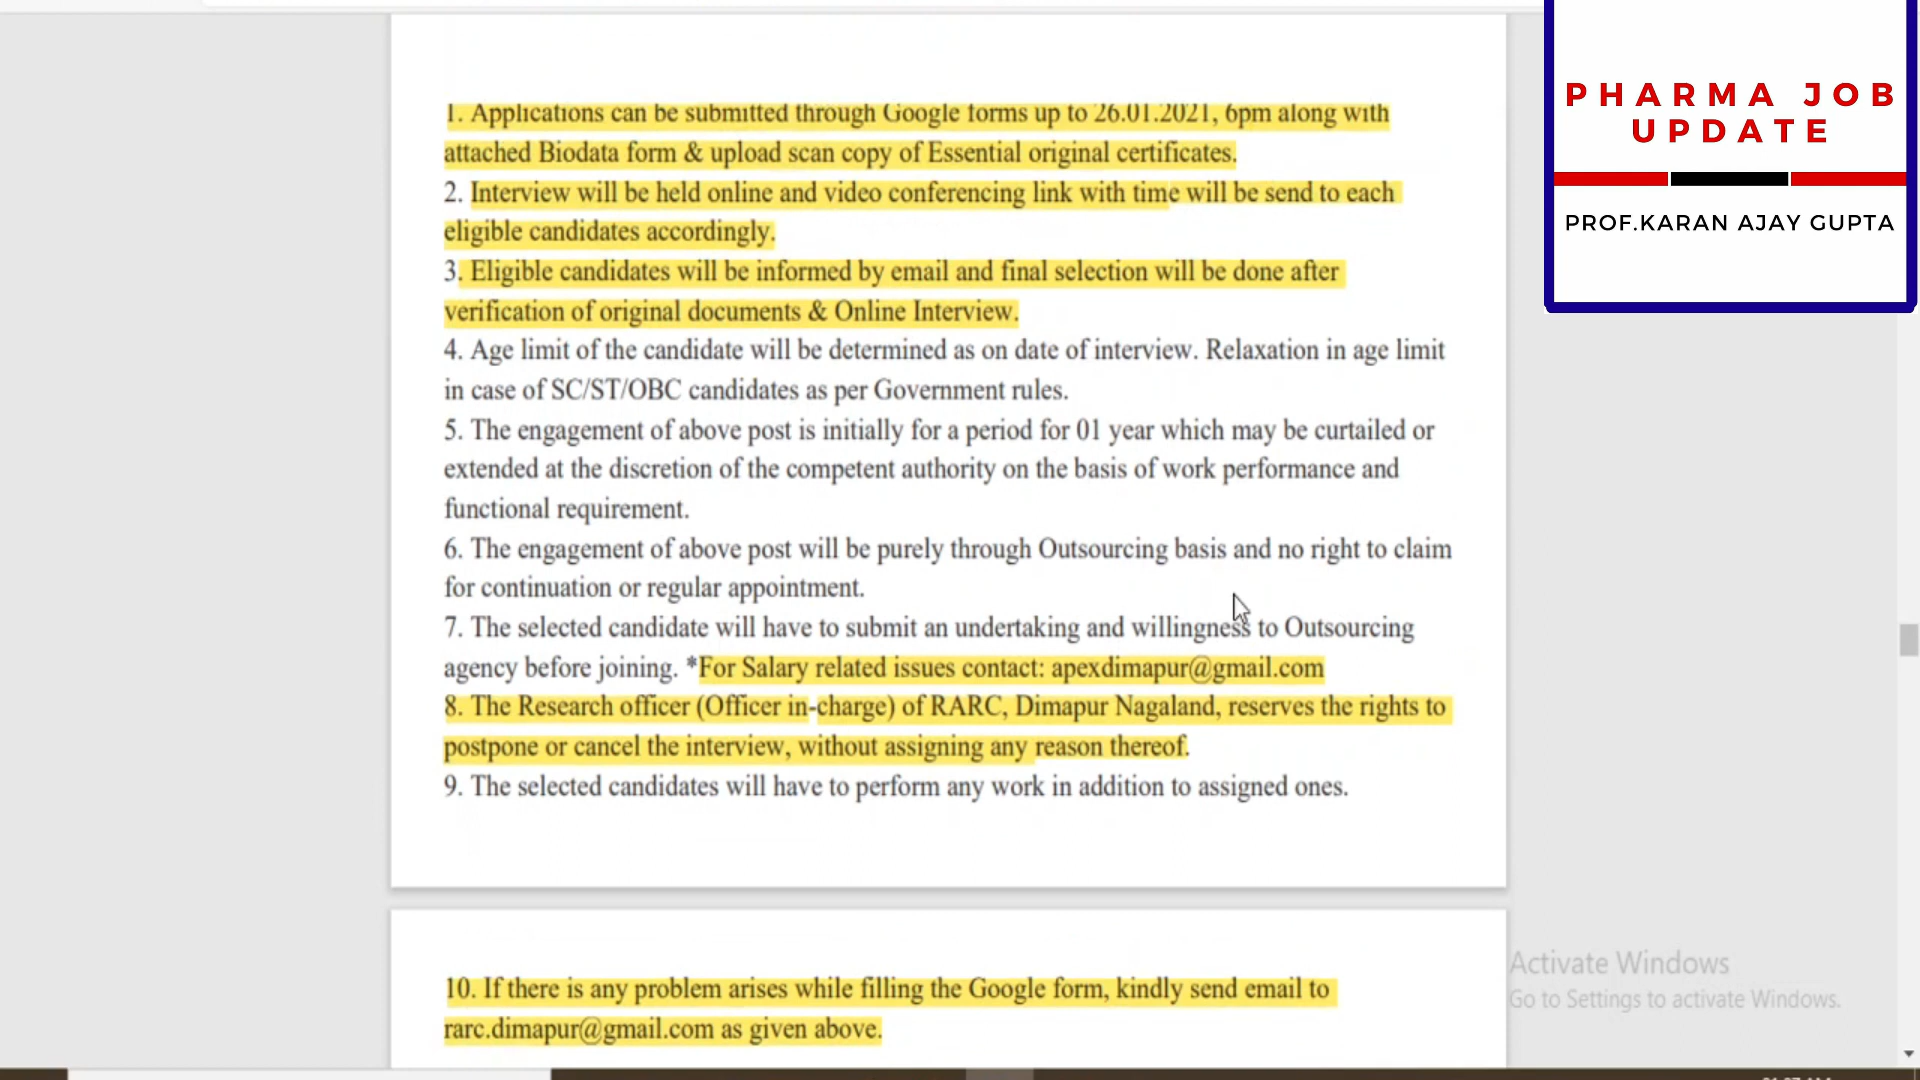 1. Applications can be submitted through Google forms up to 26.01.2021, 6pm along with
attached Biodata form & upload scan copy of Essential original certificates.
2. Interview will be held online and video conferencing link with time will be send to each
eligible candidates accordingly.
3. Eligible candidates will be informed by email and final selection will be done after
verification of original documents & Online Interview.
4. Age limit of the candidate will be determined as on date of interview. Relaxation in age limit
in case of SC/ST/OBC candidates as per Government rules.
5. The engagement of above post is initially for a period for 01 year which may be curtailed or
extended at the discretion of the competent authority on the basis of work performance and
functional requirement.
6. The engagement of above post will be purely through Outsourcing basis and no right to claim
for continuation or regular appointment.
7. The selected candidate will have to submit an undertaking and willingness to Outsourcing
agency before joining. *For Salary related issues contact: apexdimapur@gmail.com
8. The Research officer (Officer in-charge) of RARC, Dimapur Nagaland, reserves the rights to
postpone or cancel the interview, without assigning any reason thereof.
9. The selected candidates will have to perform any work in addition to assigned ones.
10. If there is any problem arises while filling the Google form, kindly send email to
rarc.dimapur@gmail.com as given above.
PHARMA JOB
UPDATE
PROF.KARAN AJAY GUPTA
Activate Windows
Go to Settings to activate Windows.